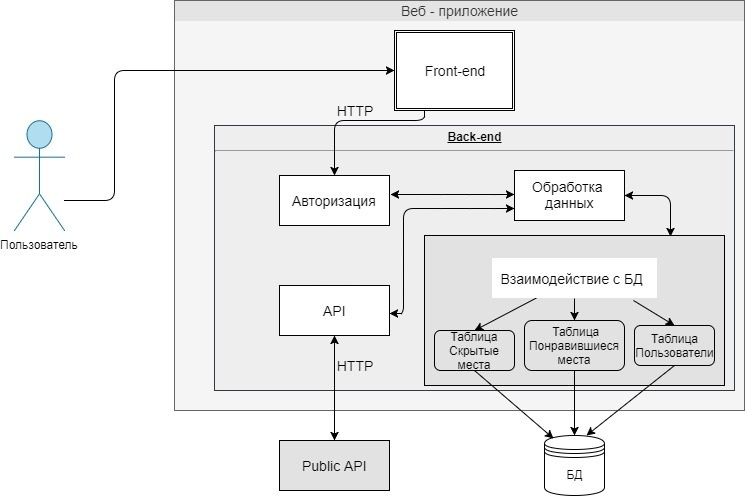 Веб - приложение
Front-end
HTTP
Back-end
Авторизация
Обработка
данных
Пользователь
Взаимодействие с БД
API
Таблица
Скрытые
места
Таблица
Понравившиеся
места
Таблица
Пользователи
HTTP
Public API
БД